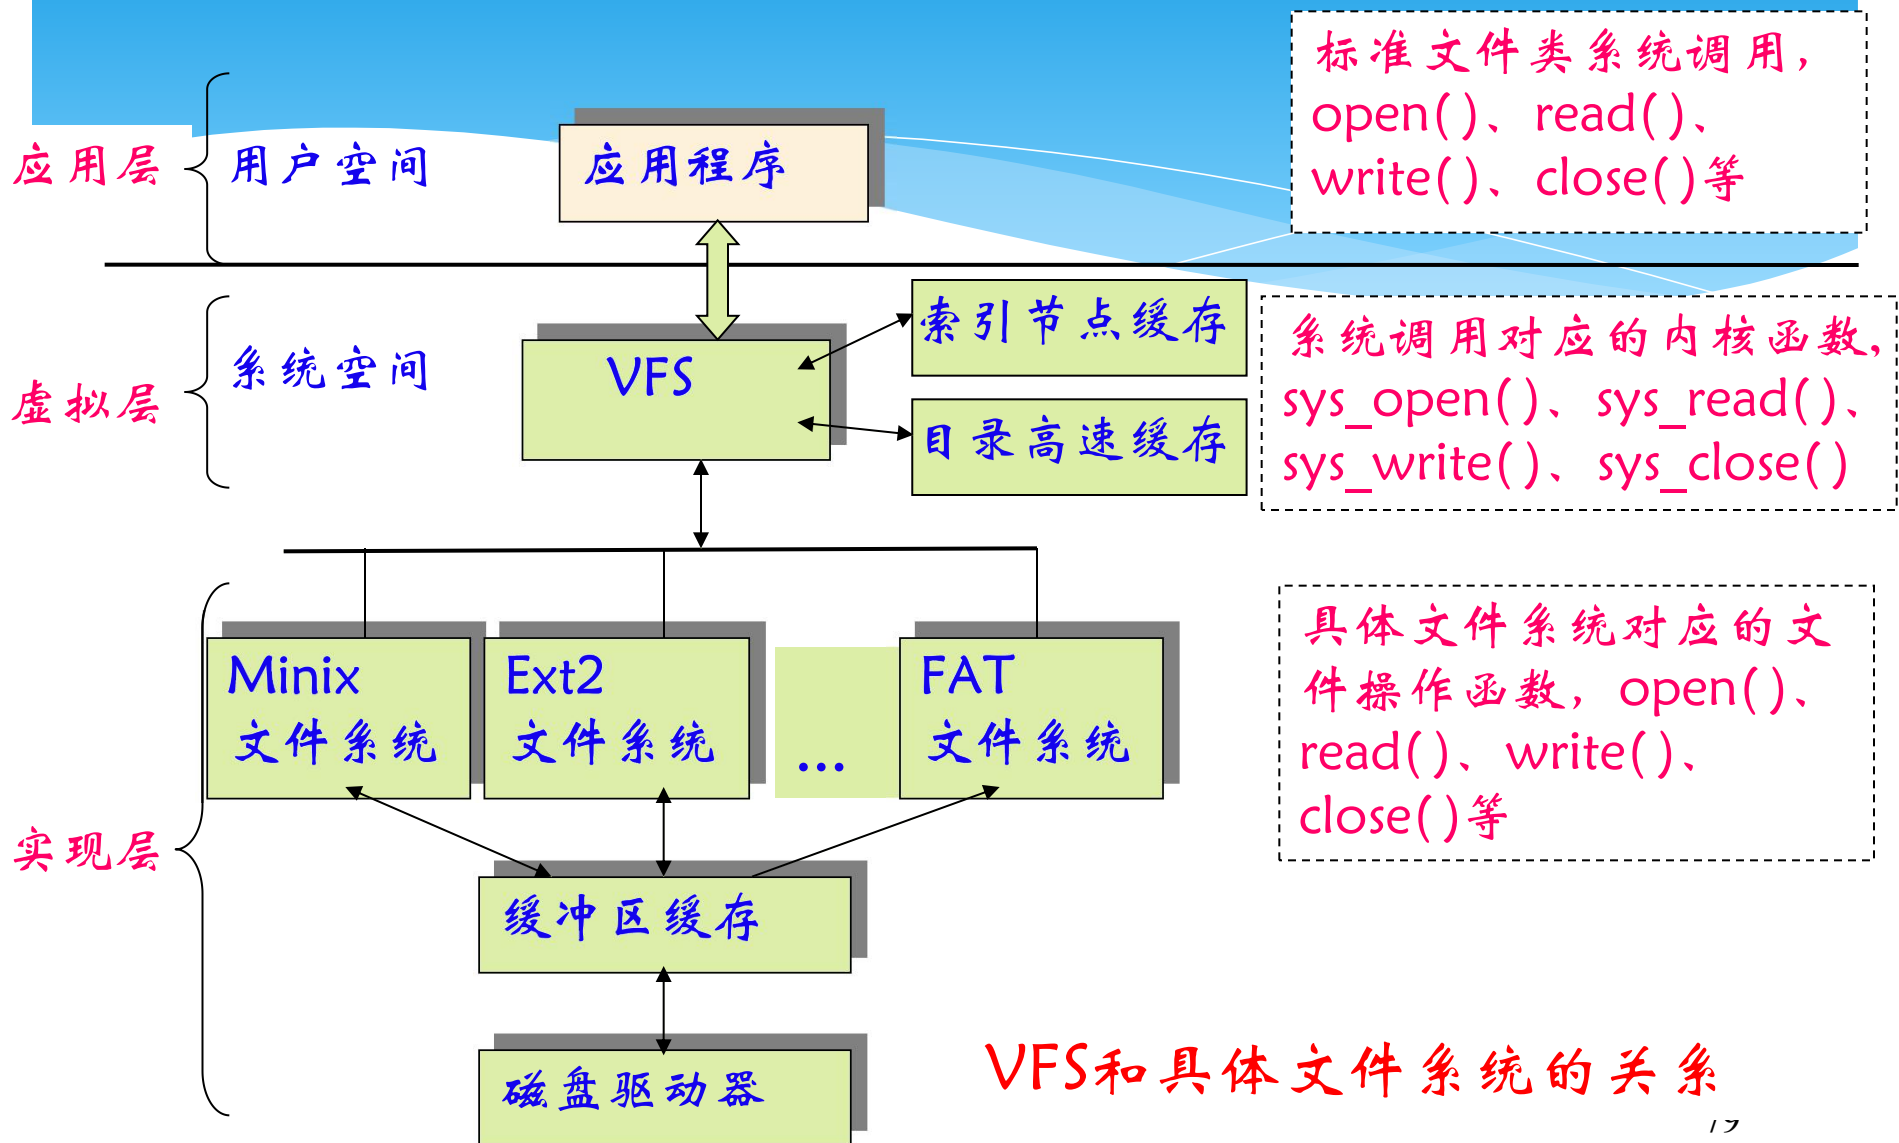 标准文件类系统调用，
open()、read()、
write()、close()等
应用层
用户空间
应用程序
系统空间
虚拟层
VFS
索引节点缓存
目录高速缓存
系统调用对应的内核函数,
sys_open()、sys_read()、
sys_write()、sys_close()
Minix
文件系统
Ext2
文件系统
...
FAT
文件系统
具体文件系统对应的文
件操作函数，open()、
read()、write()、
close()等
实现层
缓冲区缓存
磁盘驱动器
VFS和具体文件系统的关系